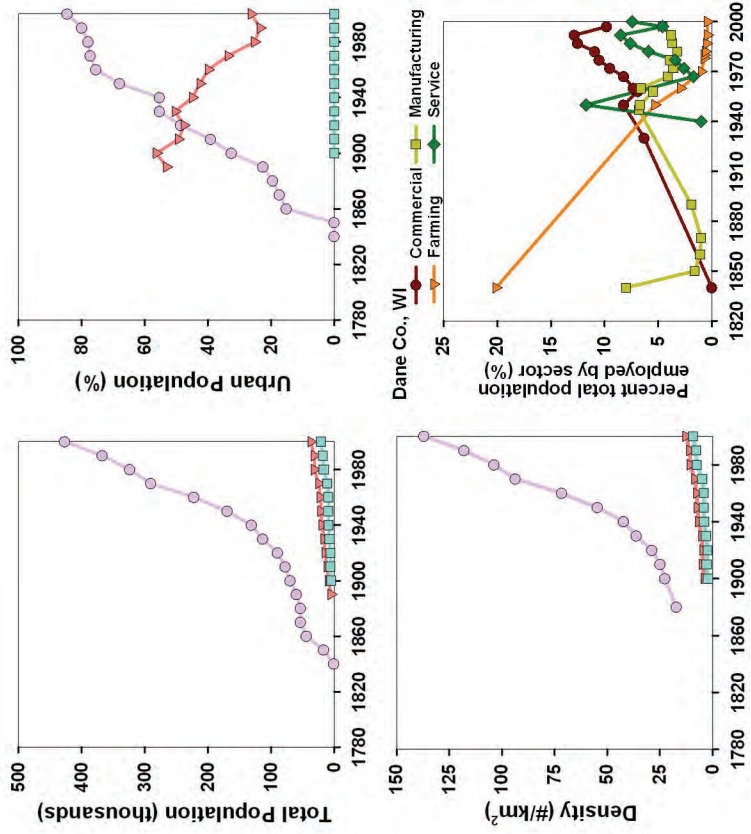 Total Population (thousands)
500
400
300
200
100
0
1780 1820 1860 1900 1940 1980
Urban Population (%)
100
80
60
40
20
0
1780 1820 1860 1900 1940 1980
Density (#/km²)
150
100
50
0
1780 1820 1860 1900 1940 1980
Dane Co., WI
Commercial Manufacturing
Farming Service
Percent total population
employed by sector (%)
25
20
15
10
5
0
1820 1850 1880 1910 1940 1970 2000